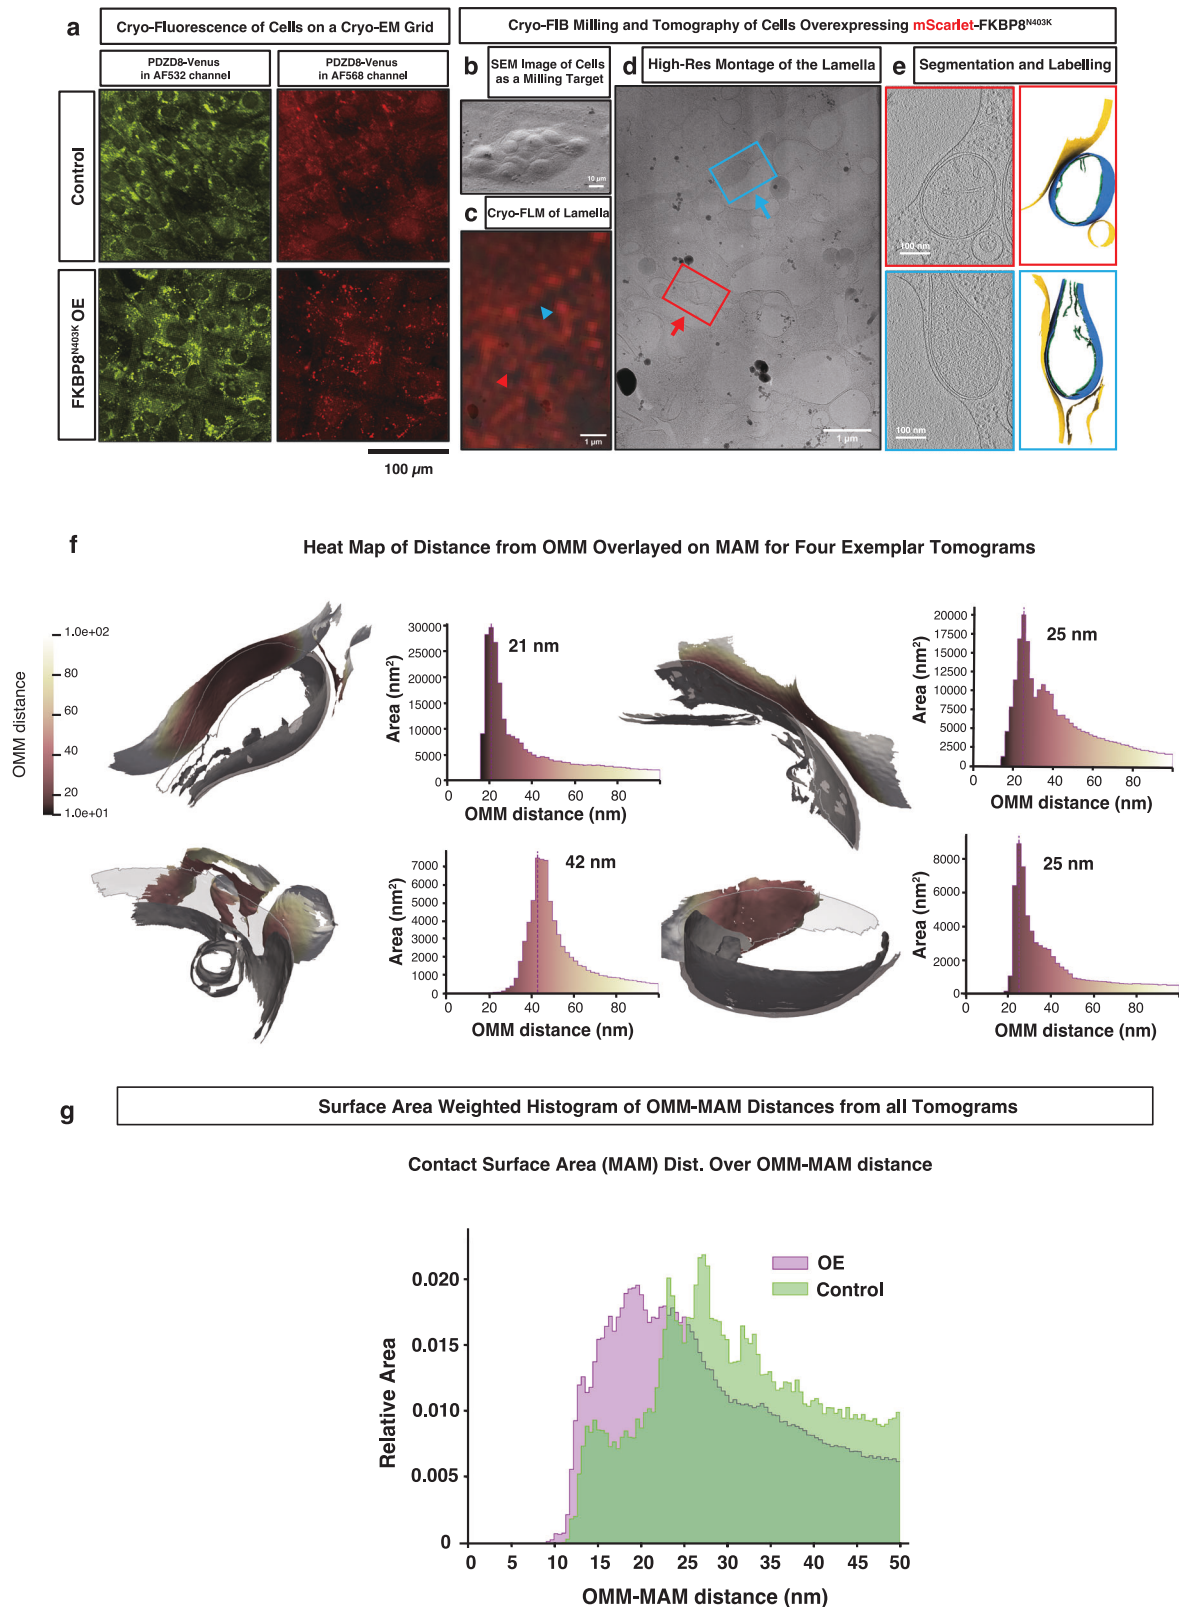 a
Cryo-Fluorescence of Cells on a Cryo-EM Grid
Cryo-FIB Milling and Tomography of Cells Overexpressing mScarlet-FKBP8ᴺ⁴⁰³ᴷ
PDZD8-Venus
in AF532 channel
PDZD8-Venus
in AF568 channel
Control
FKBP8ᴺ⁴⁰³ᴷ OE
100 µm
b
SEM Image of Cells
as a Milling Target
10 µm
c
Cryo-FLM of Lamella
1 µm
d
High-Res Montage of the Lamella
1 µm
e
Segmentation and Labelling
100 nm
100 nm
f
Heat Map of Distance from OMM Overlayed on MAM for Four Exemplar Tomograms
OMM distance
1.0e+02
80
60
40
20
1.0e+01
Area (nm²)
30000
25000
20000
15000
10000
5000
0
21 nm
0 20 40 60 80
OMM distance (nm)
Area (nm²)
20000
17500
15000
12500
10000
7500
5000
2500
0
25 nm
0 20 40 60 80
OMM distance (nm)
Area (nm²)
7000
6000
5000
4000
3000
2000
1000
0
42 nm
0 20 40 60 80
OMM distance (nm)
Area (nm²)
8000
6000
4000
2000
0
25 nm
0 20 40 60 80
OMM distance (nm)
g
Surface Area Weighted Histogram of OMM-MAM Distances from all Tomograms
Contact Surface Area (MAM) Dist. Over OMM-MAM distance
OE
Control
Relative Area
0.020
0.015
0.010
0.005
0
0 5 10 15 20 25 30 35 40 45 50
OMM-MAM distance (nm)